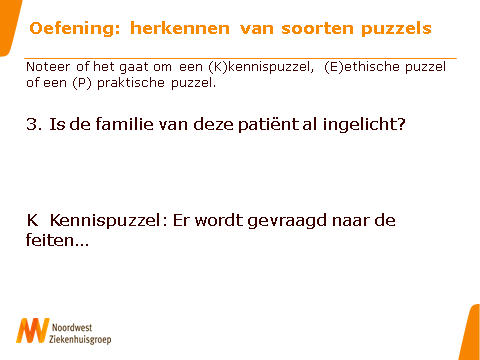 Oefening: herkennen van soorten puzzels
Noteer of het gaat om een (K)kennispuzzel, (E)ethische puzzel
of een (P) praktische puzzel.
3. Is de familie van deze patiënt al ingelicht?
K Kennispuzzel: Er wordt gevraagd naar de
feiten...
Noordwest
Ziekenhuisgroep